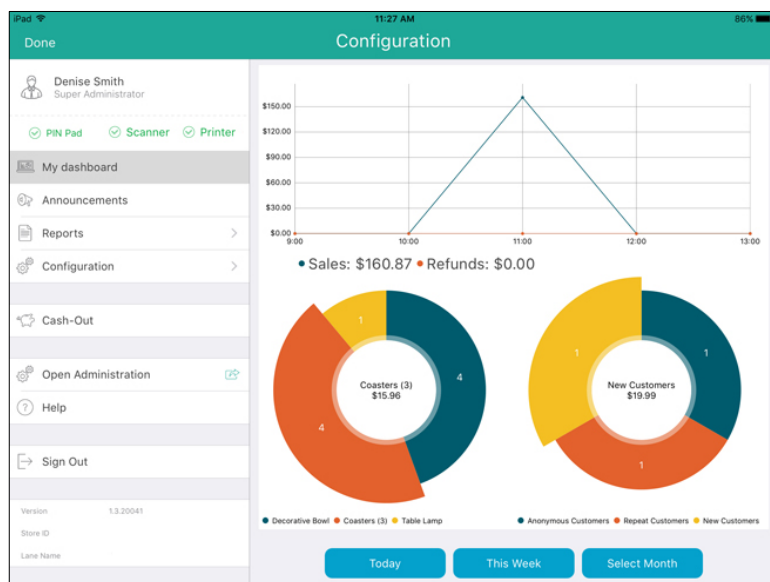 iPad 11:27 AM 86%
Done Configuration
Denise Smith
Super Administrator
PIN Pad Scanner Printer
My dashboard
Announcements
Reports
Configuration
Cash-Out
Open Administration
Help
Sign Out
Version 1.3.20041
Store ID
Lane Name
$150.00
$120.00
$90.00
$60.00
$30.00
$0.00
9:00 10:00 11:00 12:00 13:00
Sales: $160.87 Refunds: $0.00
1
4
4
Coasters (3)
$15.96
Decorative Bowl Coasters (3) Table Lamp
1
1
1
New Customers
$19.99
Anonymous Customers Repeat Customers New Customers
Today This Week Select Month